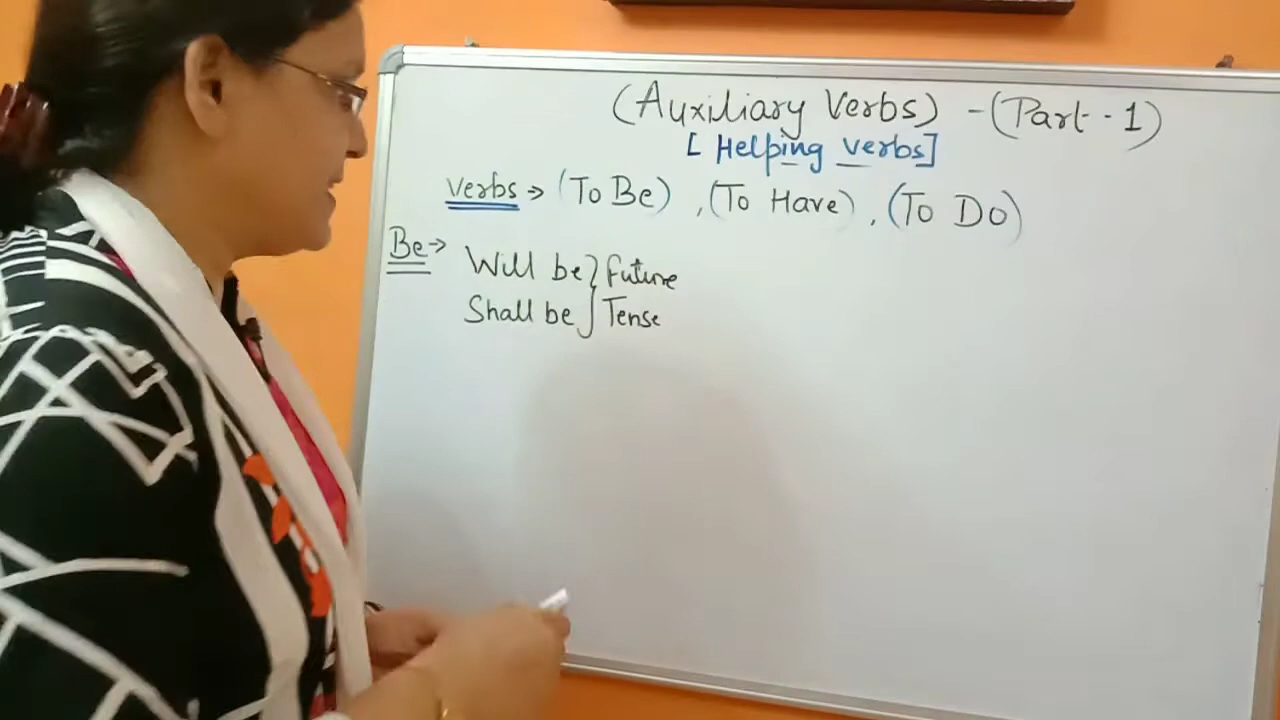 (Auxiliary Verbs) - (Part - 1)
[Helping verbs]
Verbs → (To Be), (To Have), (To Do)
Be → Will be } Future
Shall be } Tense